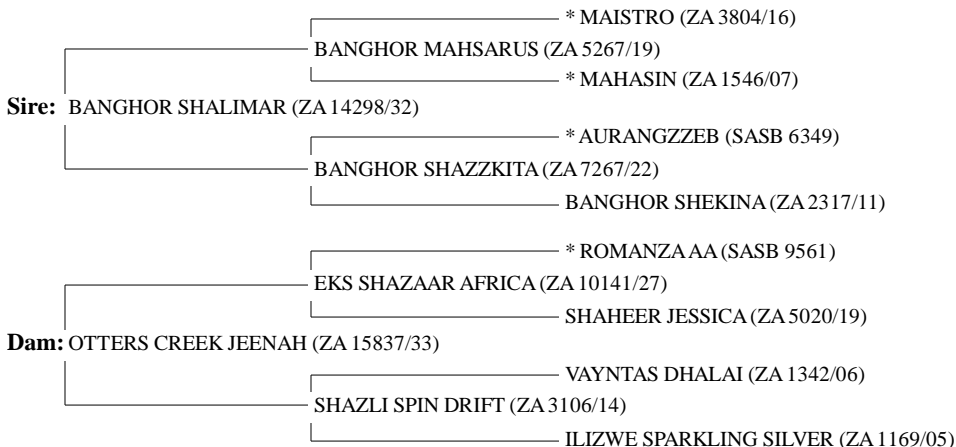 * MAISTRO (ZA 3804/16)
BANGHOR MAHSARUS (ZA 5267/19)
* MAHASIN (ZA 1546/07)
Sire: BANGHOR SHALIMAR (ZA 14298/32)
* AURANGZZEB (SASB 6349)
BANGHOR SHAZZKITA (ZA 7267/22)
BANGHOR SHEKINA (ZA 2317/11)
* ROMANZA AA (SASB 9561)
EKS SHAZAAR AFRICA (ZA 10141/27)
SHAHEER JESSICA (ZA 5020/19)
Dam: OTTERS CREEK JEENAH (ZA 15837/33)
VAYNTAS DHALAI (ZA 1342/06)
SHAZLI SPIN DRIFT (ZA 3106/14)
ILIZWE SPARKLING SILVER (ZA 1169/05)